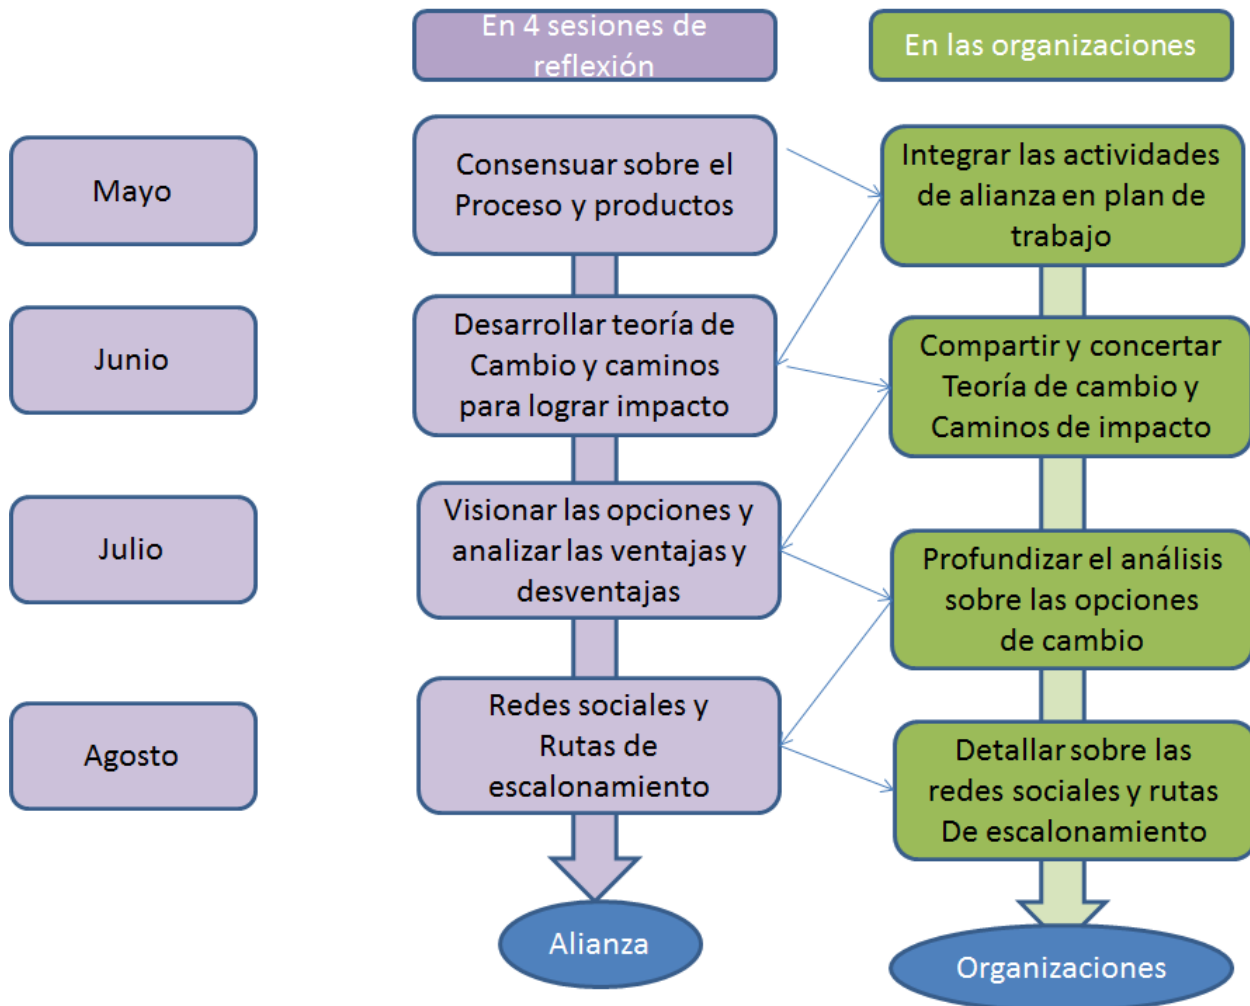 En 4 sesiones de
reflexión
En las organizaciones
Mayo
Consensuar sobre el
Proceso y productos
Integrar las actividades
de alianza en plan de
trabajo
Junio
Desarrollar teoría de
Cambio y caminos
para lograr impacto
Compartir y concertar
Teoría de cambio y
Caminos de impacto
Julio
Visionar las opciones y
analizar las ventajas y
desventajas
Profundizar el análisis
sobre las opciones
de cambio
Agosto
Redes sociales y
Rutas de
escalonamiento
Detallar sobre las
redes sociales y rutas
De escalonamiento
Alianza
Organizaciones